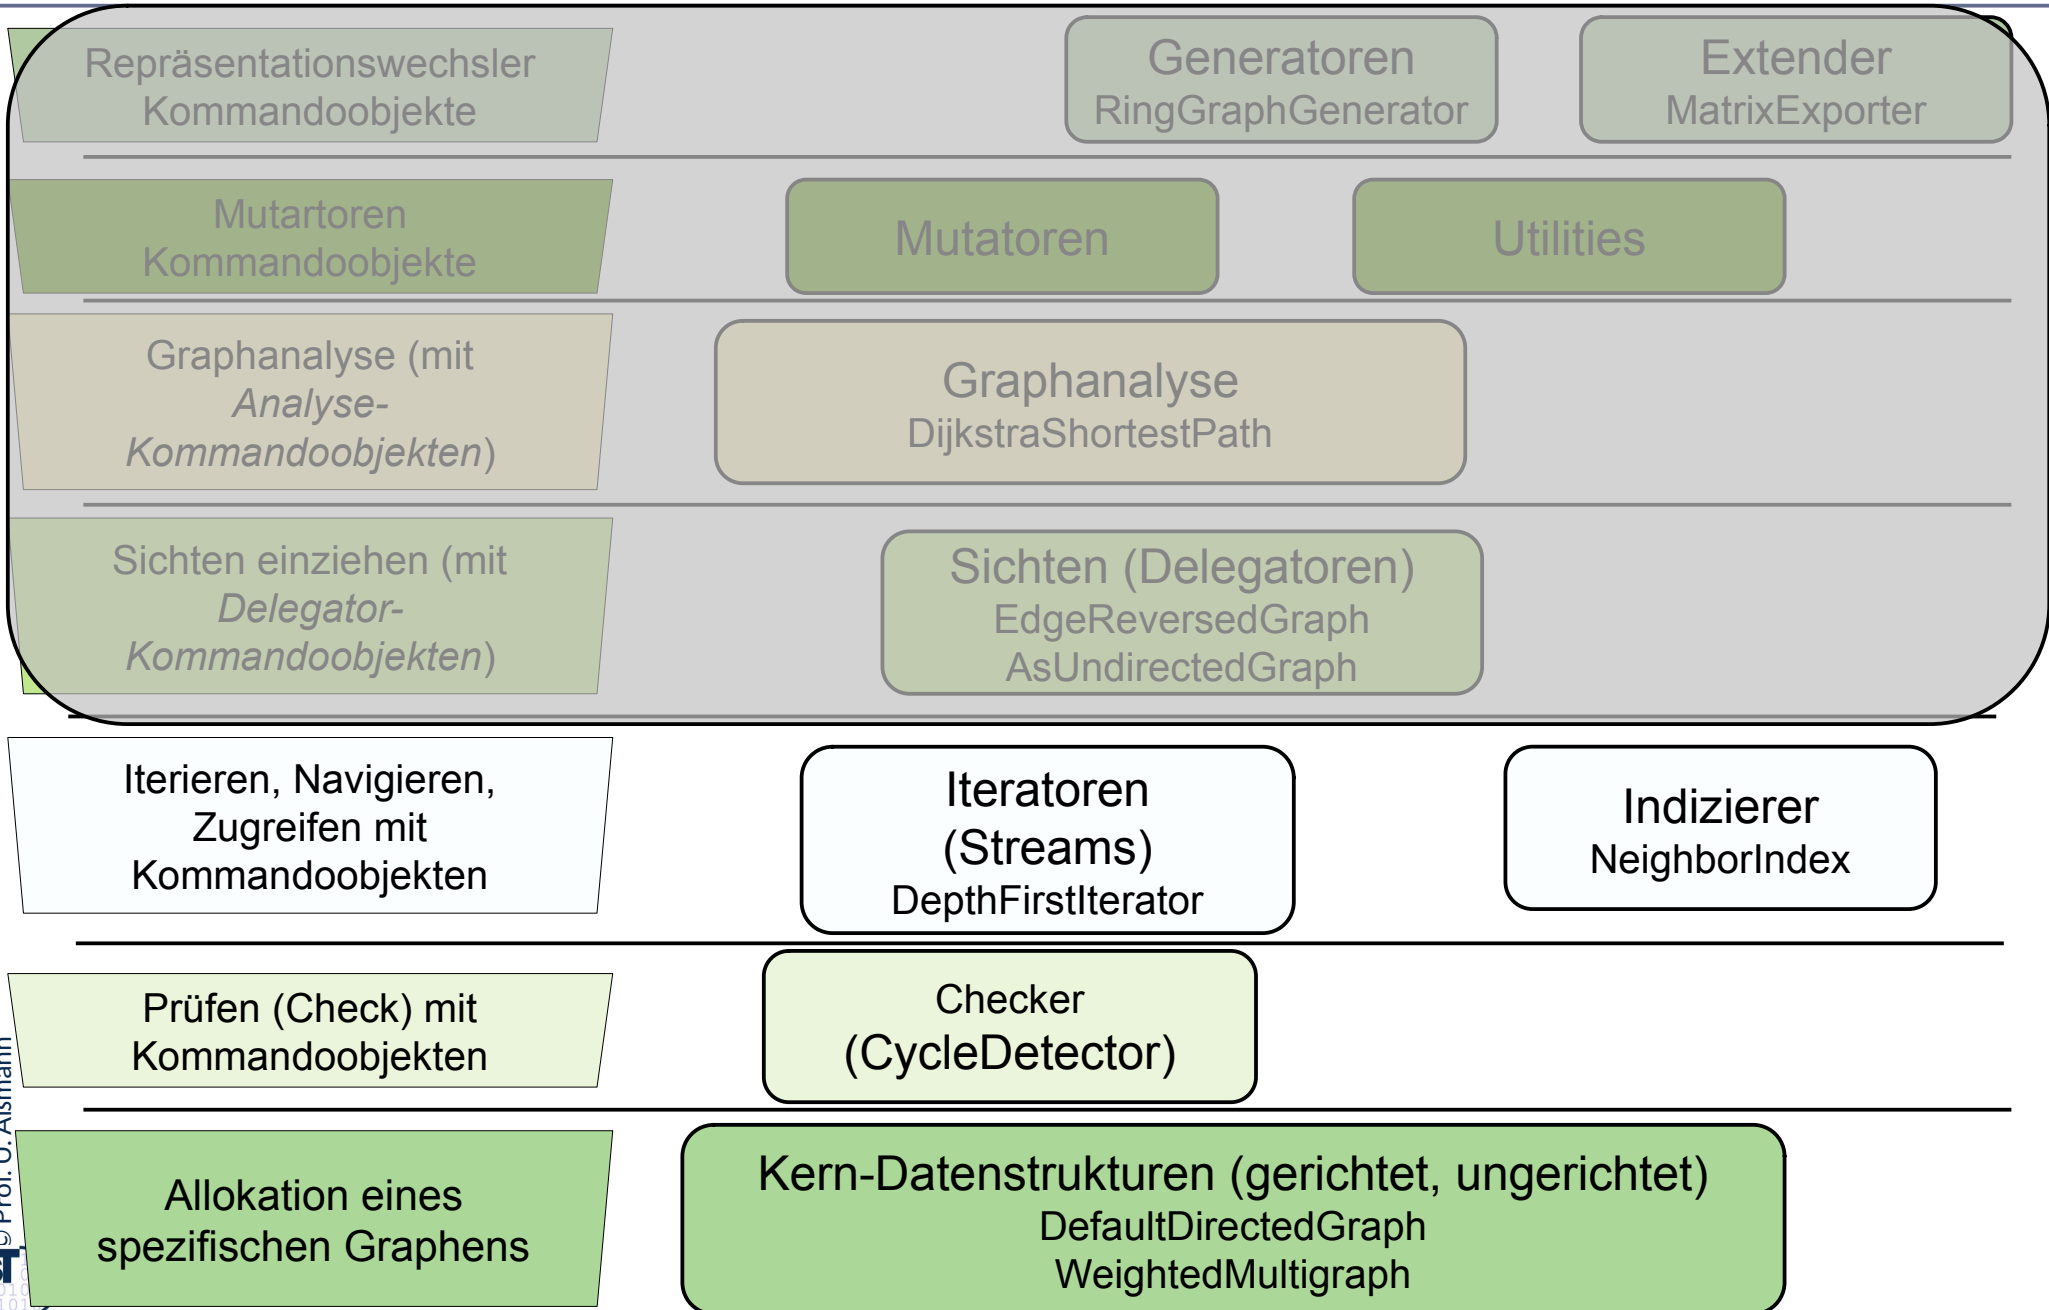 Repräsentationswechsler
Kommandoobjekte
Generatoren
RingGraphGenerator
Extender
MatrixExporter
Mutartoren
Kommandoobjekte
Mutatoren
Utilities
Graphanalyse (mit
Analyse-
Kommandoobjekten)
Graphanalyse
DijkstraShortestPath
Sichten einziehen (mit
Delegator-
Kommandoobjekten)
Sichten (Delegatoren)
EdgeReversedGraph
AsUndirectedGraph
Iterieren, Navigieren,
Zugreifen mit
Kommandoobjekten
Iteratoren
(Streams)
DepthFirstIterator
Indizierer
NeighborIndex
Prüfen (Check) mit
Kommandoobjekten
Checker
(CycleDetector)
Allokation eines
spezifischen Graphens
Kern-Datenstrukturen (gerichtet, ungerichtet)
DefaultDirectedGraph
WeightedMultigraph
© Prof. U. Aßmann